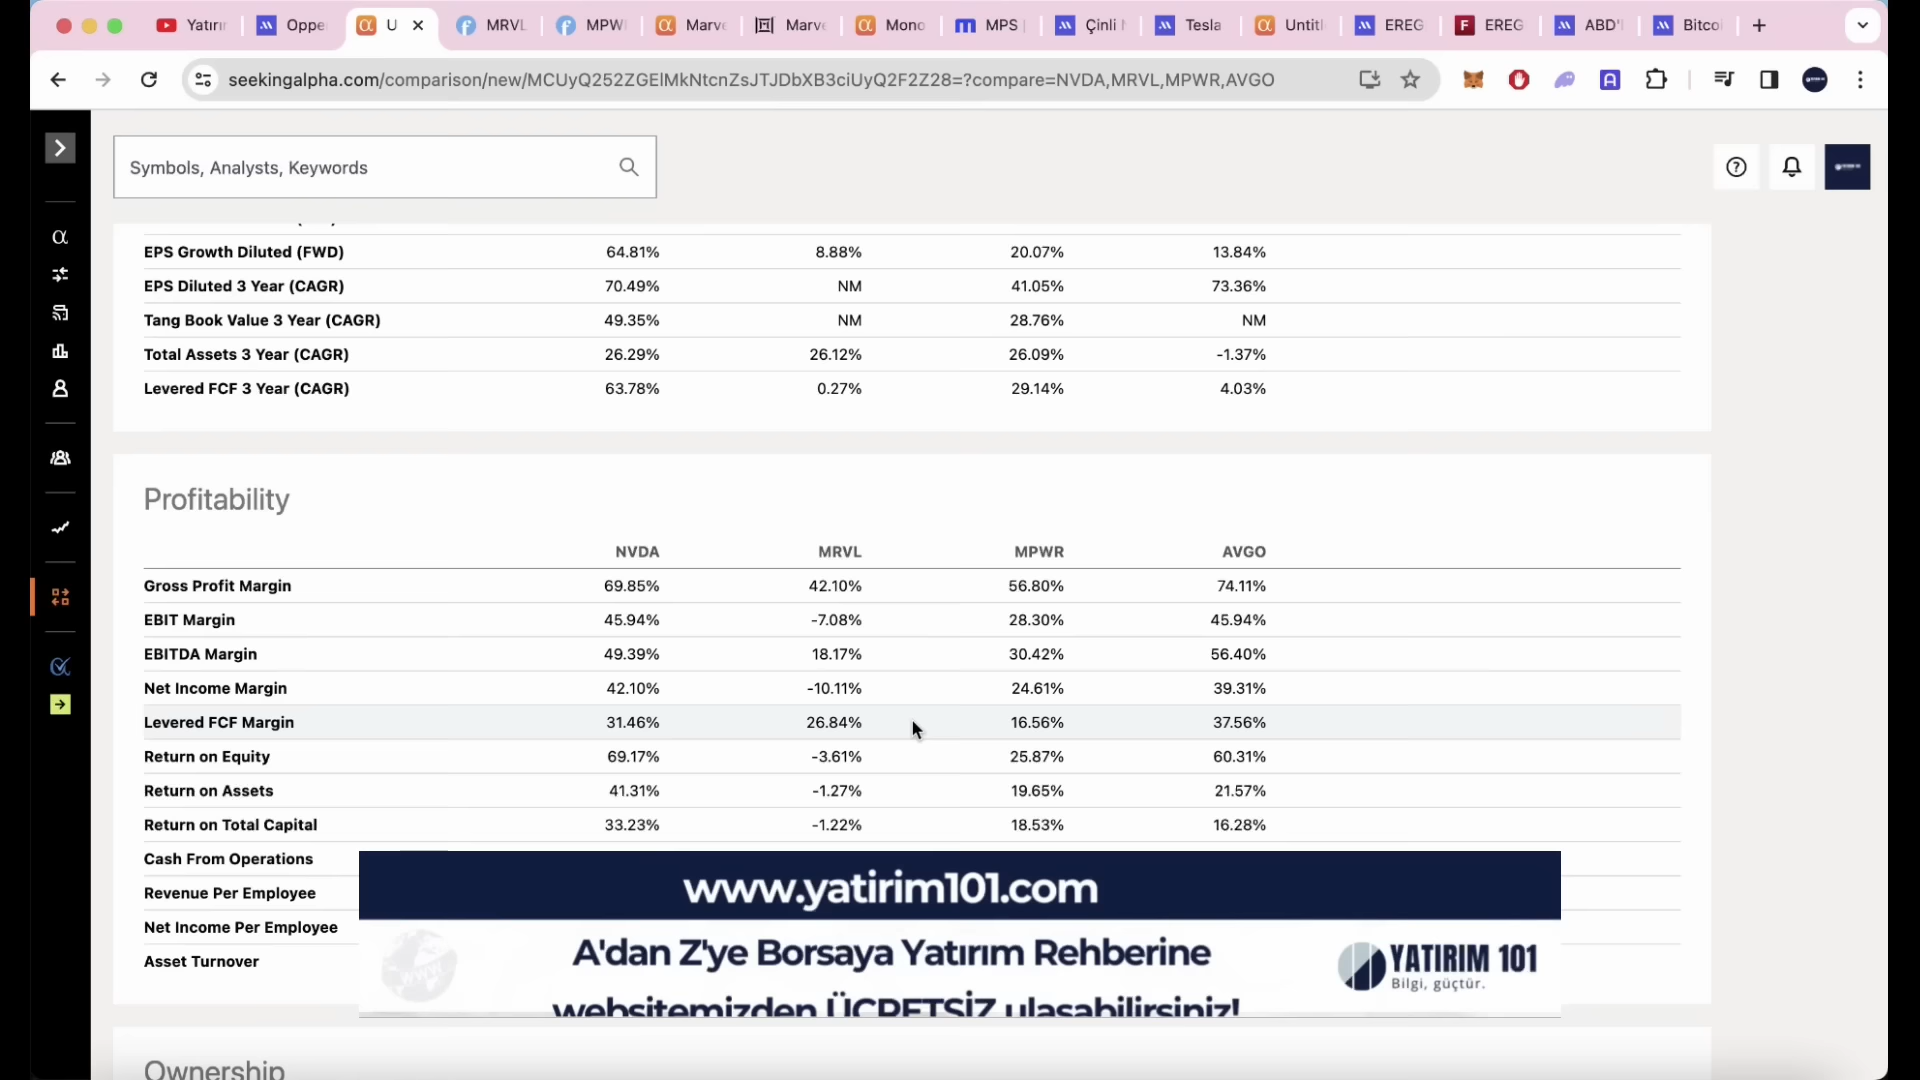 Yatırır
Oppe
U
MRVL
MPW
Marve
Marve
Mono
MPS |
Çinli
Tesla
Untitl
EREG
EREG
ABD'
Bitcoi
seekingalpha.com/comparison/new/MCUyQ252ZGElMkNtcnZsJTJDbXB3ciUyQ2F2Z28=?compare=NVDA,MRVL,MPWR,AVGO
Symbols, Analysts, Keywords
EPS Growth Diluted (FWD) 64.81% 8.88% 20.07% 13.84%
EPS Diluted 3 Year (CAGR) 70.49% NM 41.05% 73.36%
Tang Book Value 3 Year (CAGR) 49.35% NM 28.76% NM
Total Assets 3 Year (CAGR) 26.29% 26.12% 26.09% -1.37%
Levered FCF 3 Year (CAGR) 63.78% 0.27% 29.14% 4.03%
Profitability
NVDA MRVL MPWR AVGO
Gross Profit Margin 69.85% 42.10% 56.80% 74.11%
EBIT Margin 45.94% -7.08% 28.30% 45.94%
EBITDA Margin 49.39% 18.17% 30.42% 56.40%
Net Income Margin 42.10% -10.11% 24.61% 39.31%
Levered FCF Margin 31.46% 26.84% 16.56% 37.56%
Return on Equity 69.17% -3.61% 25.87% 60.31%
Return on Assets 41.31% -1.27% 19.65% 21.57%
Return on Total Capital 33.23% -1.22% 18.53% 16.28%
Cash From Operations
Revenue Per Employee
Net Income Per Employee
Asset Turnover
www.yatirim101.com
A'dan Z'ye Borsaya Yatırım Rehberine
websitemizden ÜCRETSİZ ulaşabilirsiniz!
YATIRIM 101
Bilgi, güçtür.
Ownership